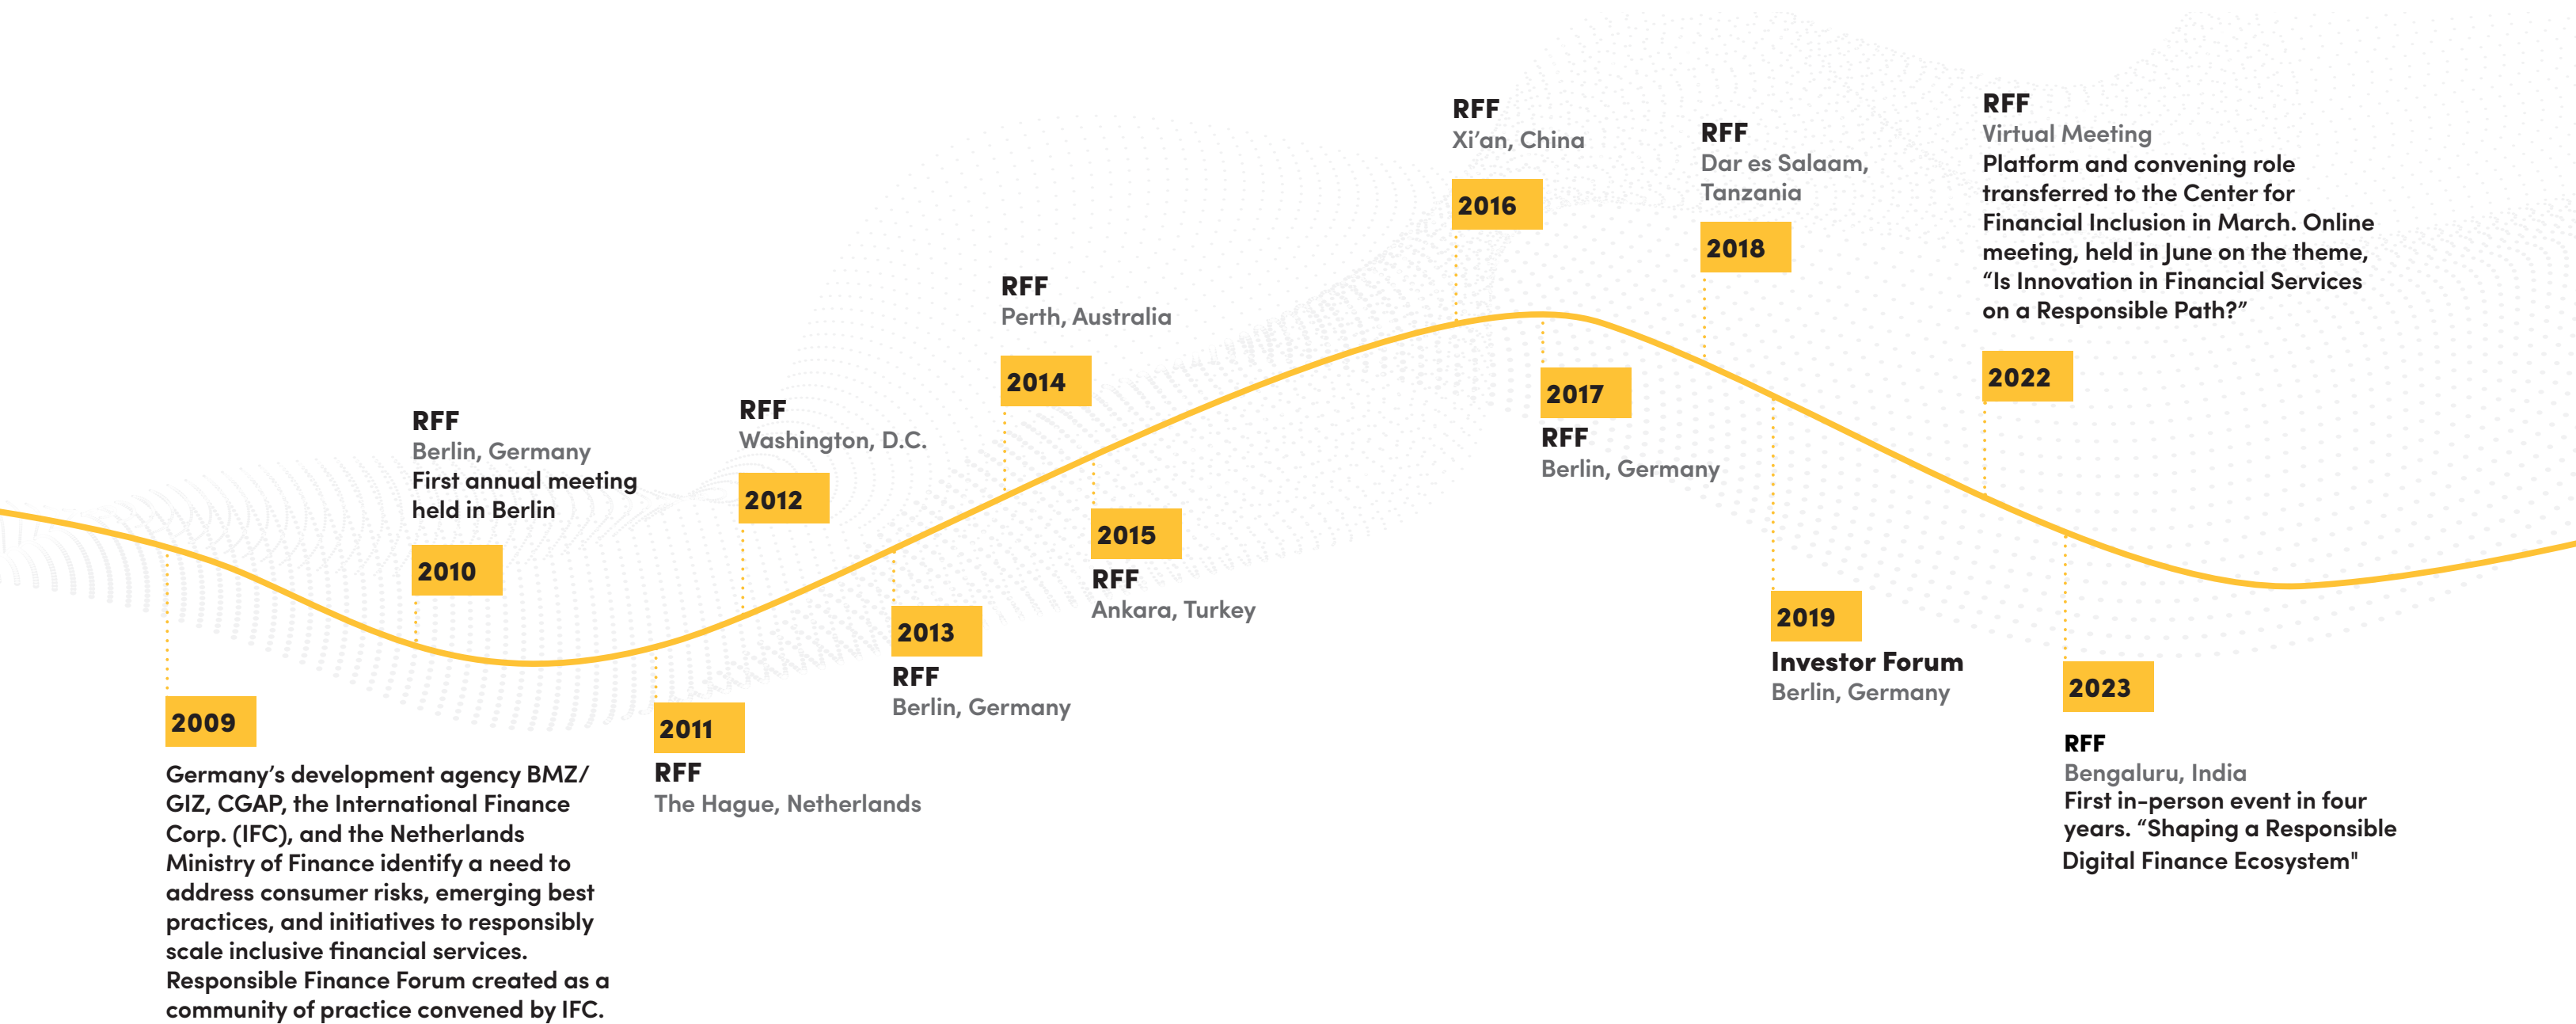 2009
Germany’s development agency BMZ/
GIZ, CGAP, the International Finance
Corp. (IFC), and the Netherlands
Ministry of Finance identify a need to
address consumer risks, emerging best
practices, and initiatives to responsibly
scale inclusive financial services.
Responsible Finance Forum created as a
community of practice convened by IFC.
RFF
Berlin, Germany
First annual meeting
held in Berlin
2010
2011
RFF
The Hague, Netherlands
RFF
Washington, D.C.
2012
2013
RFF
Berlin, Germany
RFF
Perth, Australia
2014
2015
RFF
Ankara, Turkey
RFF
Xi’an, China
2016
2017
RFF
Berlin, Germany
RFF
Dar es Salaam,
Tanzania
2018
2019
Investor Forum
Berlin, Germany
RFF
Virtual Meeting
Platform and convening role
transferred to the Center for
Financial Inclusion in March. Online
meeting, held in June on the theme,
“Is Innovation in Financial Services
on a Responsible Path?”
2022
2023
RFF
Bengaluru, India
First in-person event in four
years. “Shaping a Responsible
Digital Finance Ecosystem"